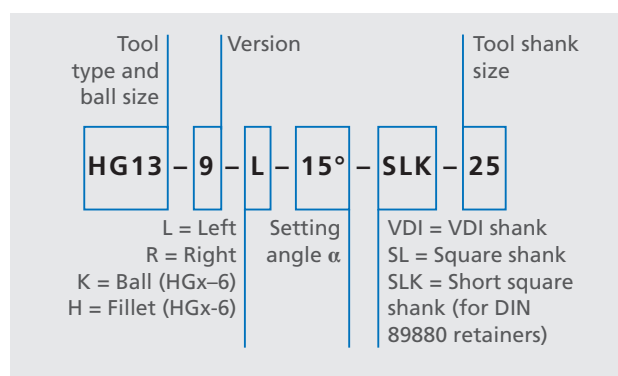 Tool
type and
ball size
Version
Tool shank
size
HG13 – 9 – L – 15° – SLK – 25
L = Left
R = Right
K = Ball (HGx–6)
H = Fillet (HGx-6)
Setting
angle α
VDI = VDI shank
SL = Square shank
SLK = Short square
shank (for DIN
89880 retainers)